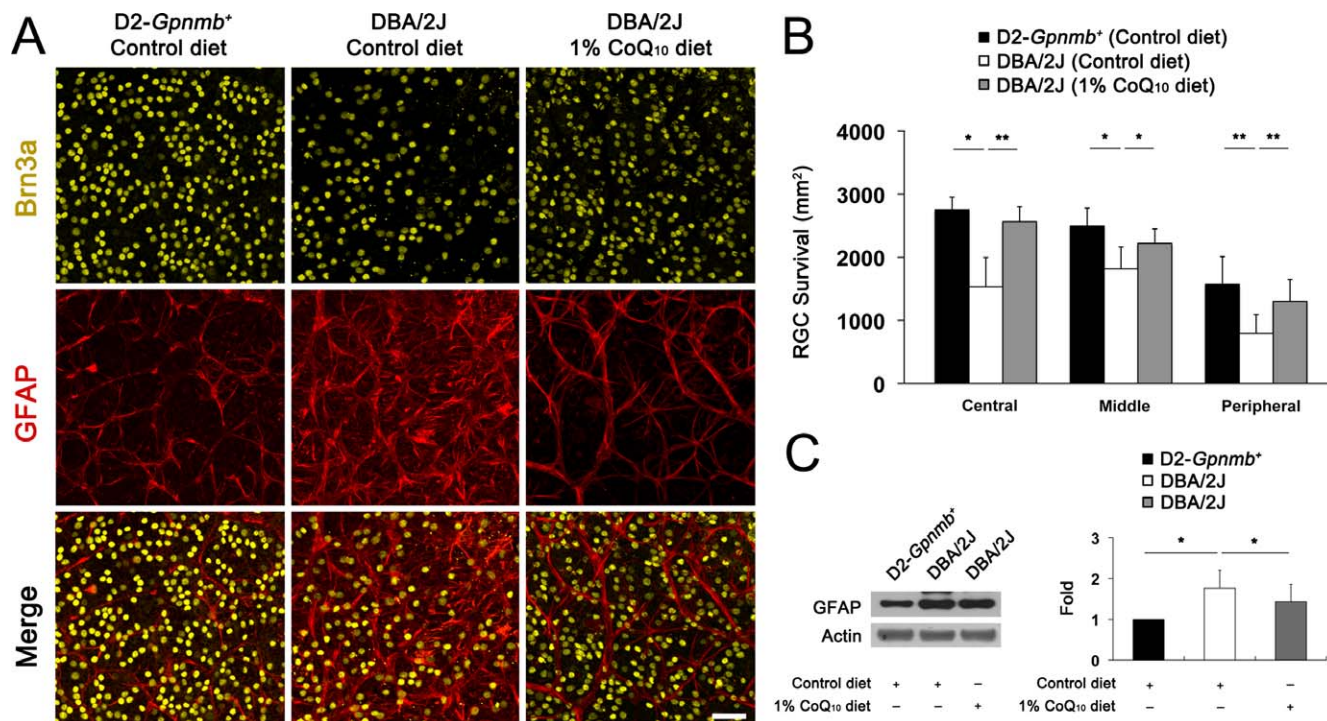 A
D2-Gpnmb⁺
Control diet
DBA/2J
Control diet
DBA/2J
1% CoQ₁₀ diet
Brn3a
GFAP
Merge
B
D2-Gpnmb⁺ (Control diet)
DBA/2J (Control diet)
DBA/2J (1% CoQ₁₀ diet)
RGC Survival (mm²)
4000
3000
2000
1000
0
* ** * * ** **
Central Middle Peripheral
C
D2-Gpnmb⁺ DBA/2J DBA/2J
GFAP
Actin
Control diet + + –
1% CoQ₁₀ diet – – +
D2-Gpnmb⁺
DBA/2J
DBA/2J
Fold
3
2
1
0
* *
Control diet + + –
1% CoQ₁₀ diet – – +